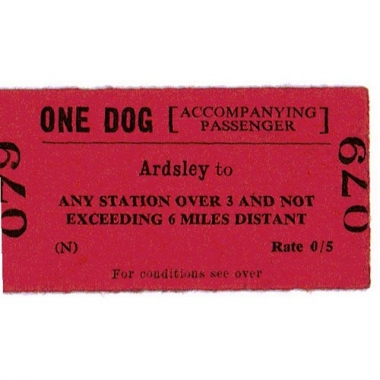 ONE DOG [ACCOMPANYING PASSENGER]
Ardsley to
ANY STATION OVER 3 AND NOT
EXCEEDING 6 MILES DISTANT
(N) Rate 0/5
For conditions see over
079
079